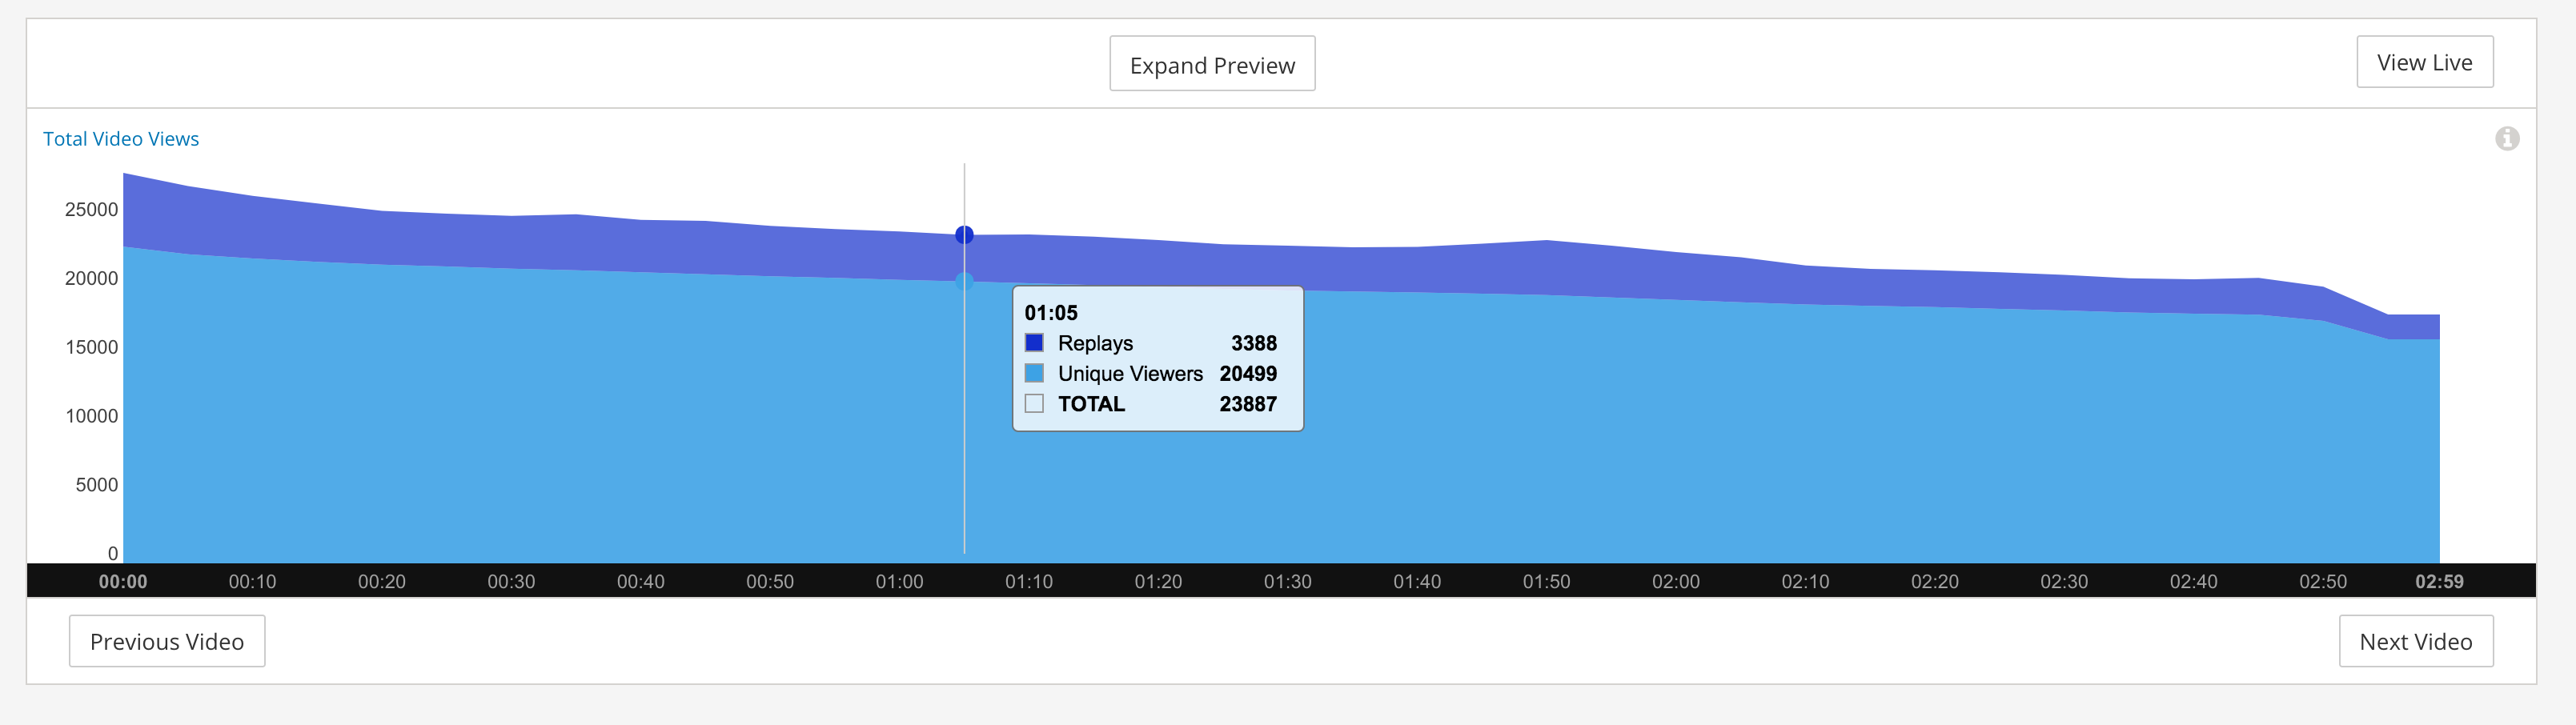 Expand Preview
View Live
Total Video Views
25000
20000
15000
10000
5000
0
01:05
Replays 3388
Unique Viewers 20499
TOTAL 23887
00:00 00:10 00:20 00:30 00:40 00:50 01:00 01:10 01:20 01:30 01:40 01:50 02:00 02:10 02:20 02:30 02:40 02:50 02:59
Previous Video
Next Video